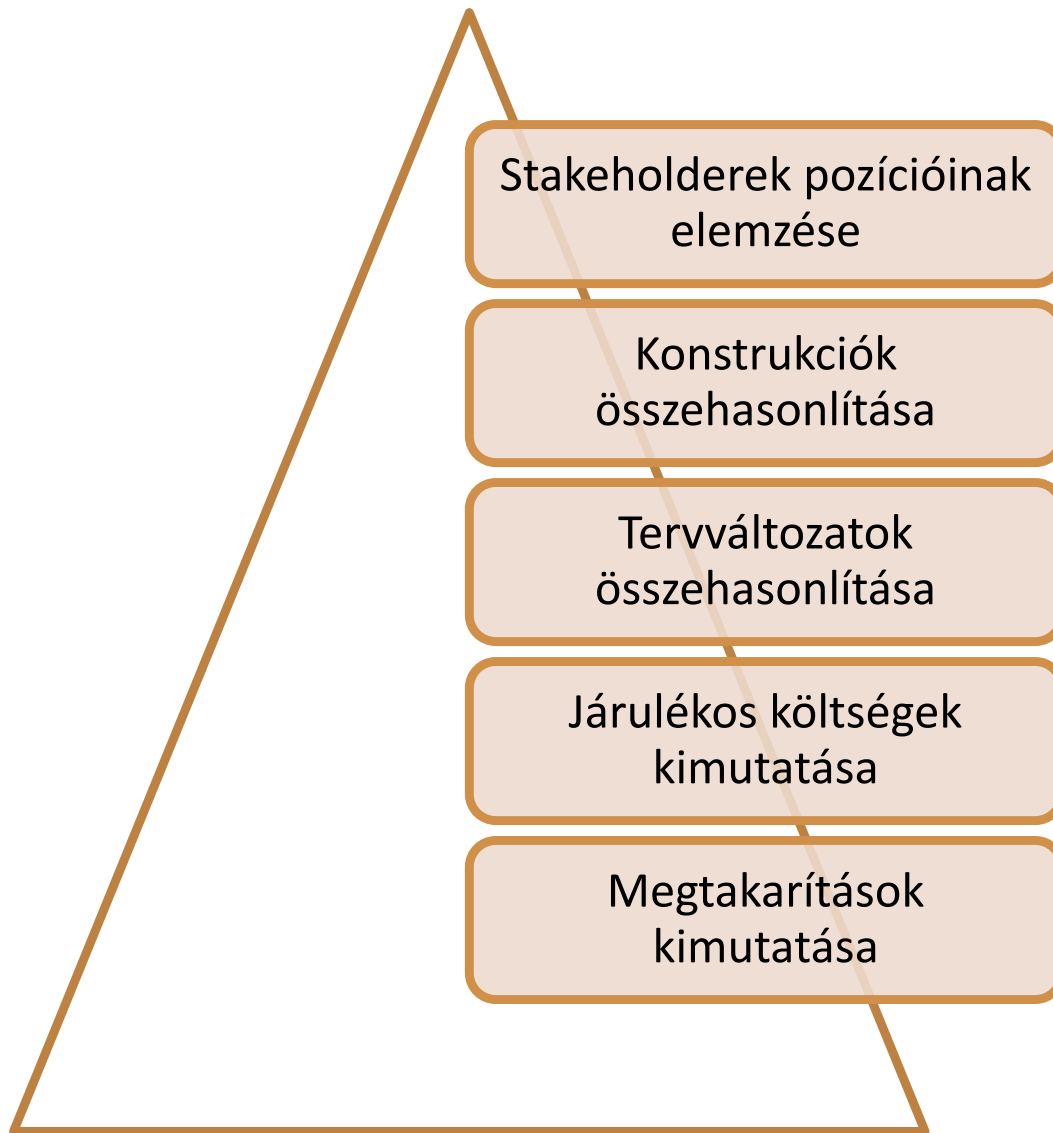 Stakeholderek pozícióinak
elemzése
Konstrukciók
összehasonlítása
Tervváltozatok
összehasonlítása
Járulékos költségek
kimutatása
Megtakarítások
kimutatása